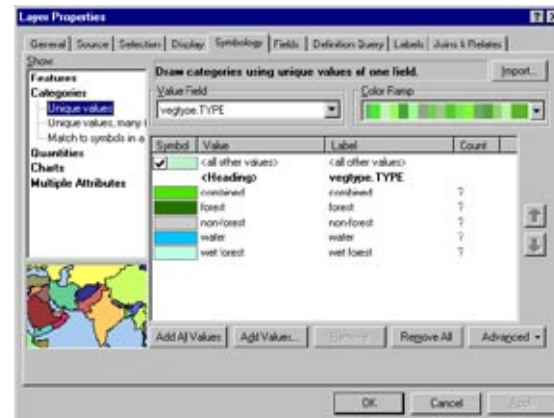 Layer Properties
General Source Selection Display Symbology Fields Definition Query Labels Joins & Relates
Show:
Features
Categories
Unique values
Unique values, many
Match to symbols in a
Quantities
Charts
Multiple Attributes
Draw categories using unique values of one field.
Import...
Value Field
vegtype.TYPE
Color Ramp
Symbol Value Label Count
<all other values> <all other values>
<Heading> vegtype.TYPE
combined combined ?
forest forest ?
non-forest non-forest ?
water water ?
wet forest wet forest ?
Add All Values Add Values... Remove Remove All Advanced
OK Cancel Apply